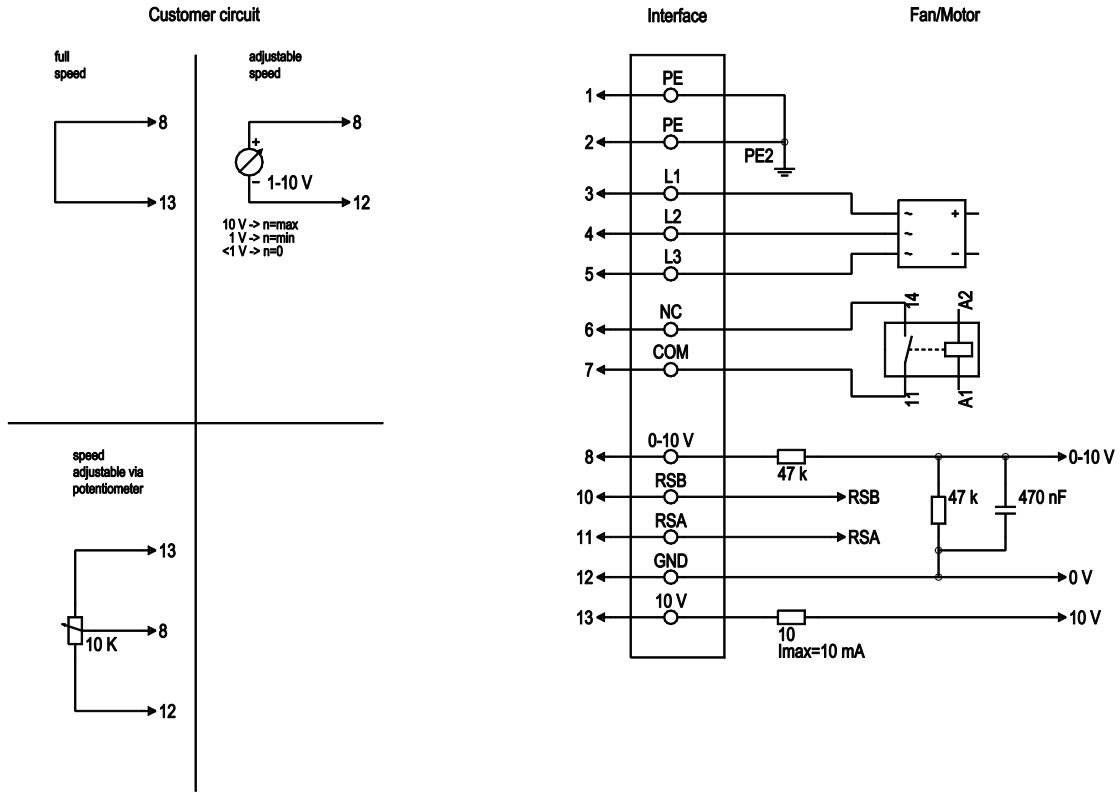 Customer circuit
full
speed
8
13
adjustable
speed
8
+
−
1-10 V
12
10 V -> n=max
1 V -> n=min
<1 V -> n=0
speed
adjustable via
potentiometer
13
8
10 K
12
Interface
Fan/Motor
1
PE
2
PE
PE2
3
L1
4
L2
5
L3
~
~
~
+
−
6
NC
7
COM
14
A2
11
A1
8
0-10 V
47 k
0-10 V
10
RSB
RSB
47 k
470 nF
11
RSA
RSA
12
GND
0 V
13
10 V
10
Imax=10 mA
10 V